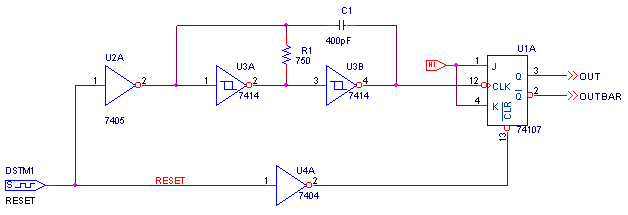 C1
400pF
U2A
1
2
7405
U3A
1
2
7414
R1
750
U3B
3
4
7414
HI
U1A
1
J
Q
3
OUT
12
CLK
4
K
Q
2
OUTBAR
CLR
74107
13
DSTM1
S
RESET
RESET
U4A
1
2
7404